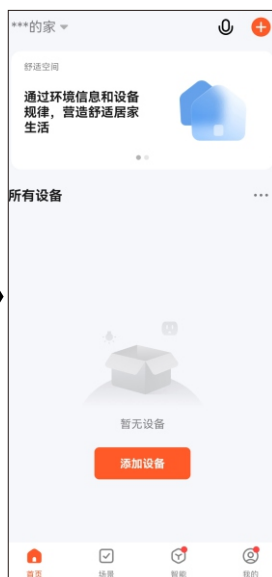 ***的家
舒适空间
通过环境信息和设备
规律，营造舒适居家
生活
所有设备
暂无设备
添加设备
首页
场景
智能
我的